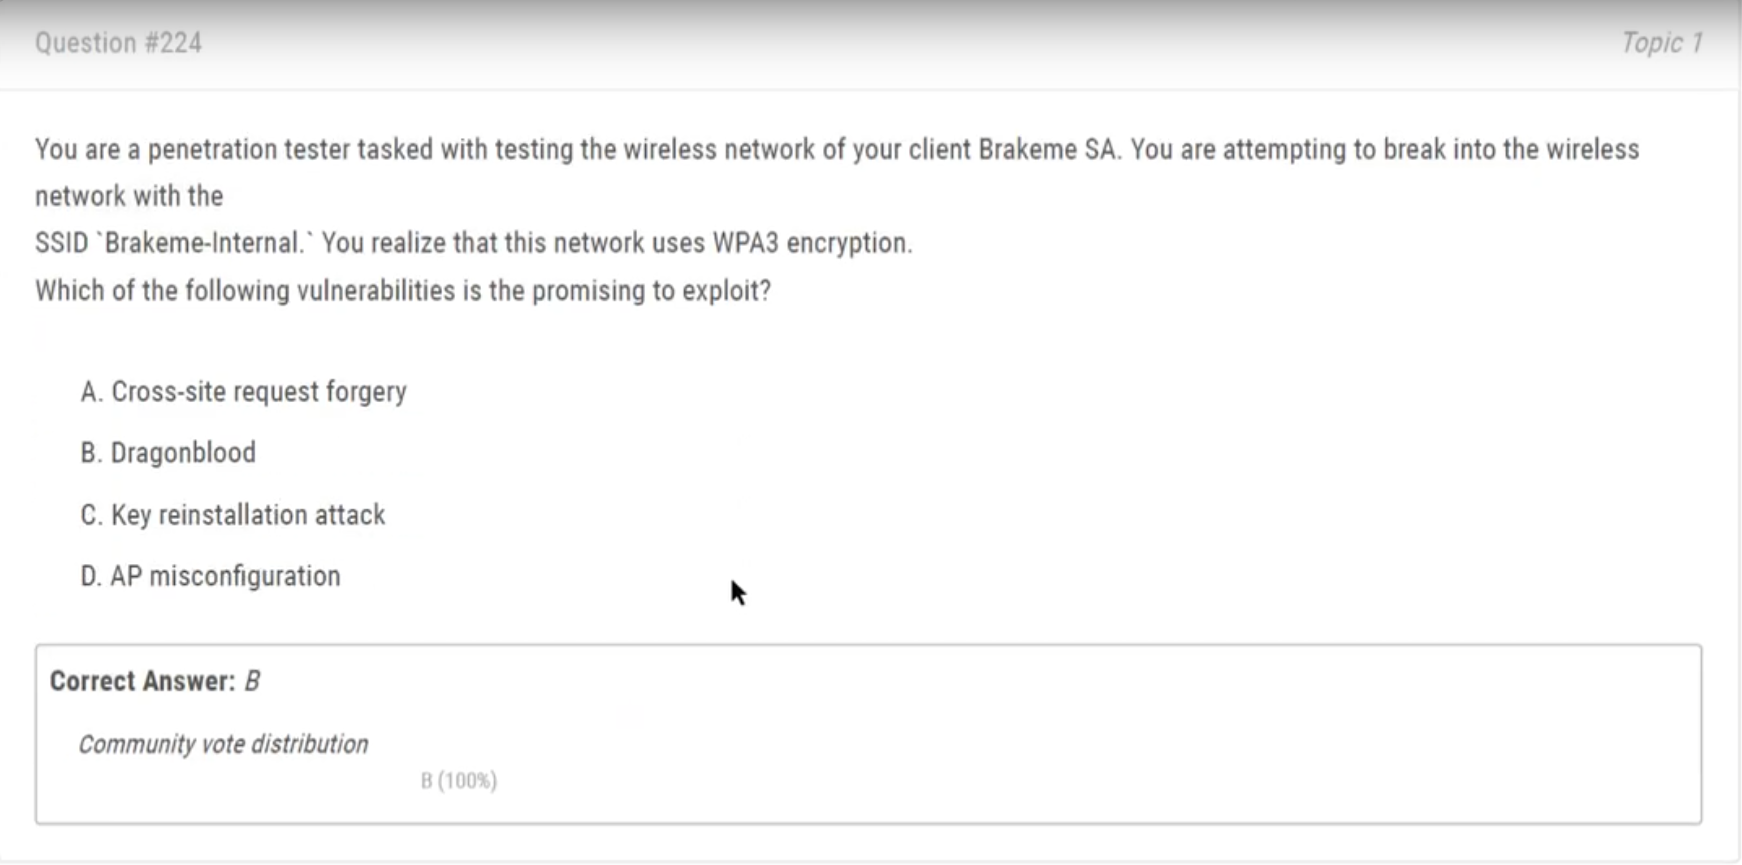 Question #224
Topic 1
You are a penetration tester tasked with testing the wireless network of your client Brakeme SA. You are attempting to break into the wireless
network with the
SSID `Brakeme-Internal.` You realize that this network uses WPA3 encryption.
Which of the following vulnerabilities is the promising to exploit?
A. Cross-site request forgery
B. Dragonblood
C. Key reinstallation attack
D. AP misconfiguration
Correct Answer: B
Community vote distribution
B (100%)